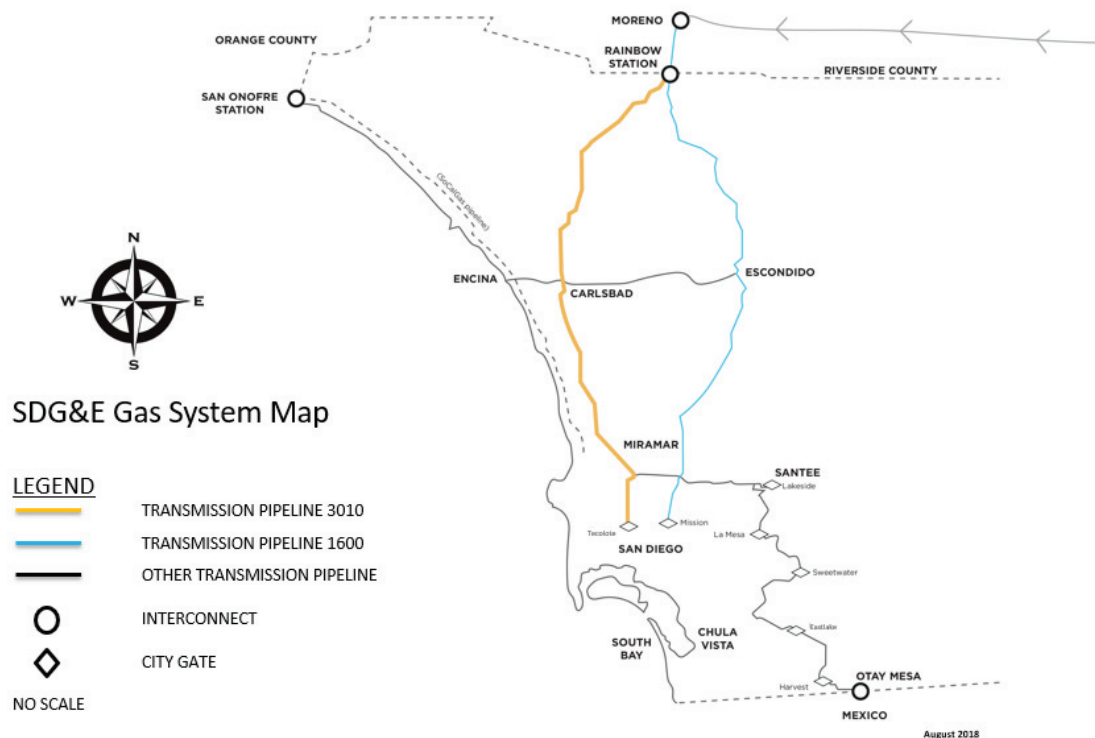 MORENO
ORANGE COUNTY
RAINBOW
STATION
RIVERSIDE COUNTY
SAN ONOFRE
STATION
(SoCalGas pipeline)
N
W
E
S
ENCINA
ESCONDIDO
CARLSBAD
SDG&E Gas System Map
MIRAMAR
SANTEE
Lakeside
LEGEND
TRANSMISSION PIPELINE 3010
TRANSMISSION PIPELINE 1600
OTHER TRANSMISSION PIPELINE
INTERCONNECT
CITY GATE
NO SCALE
Tecolote
Mission
La Mesa
SAN DIEGO
Sweetwater
Eastlake
SOUTH
BAY
CHULA
VISTA
Harvest
OTAY MESA
MEXICO
August 2018